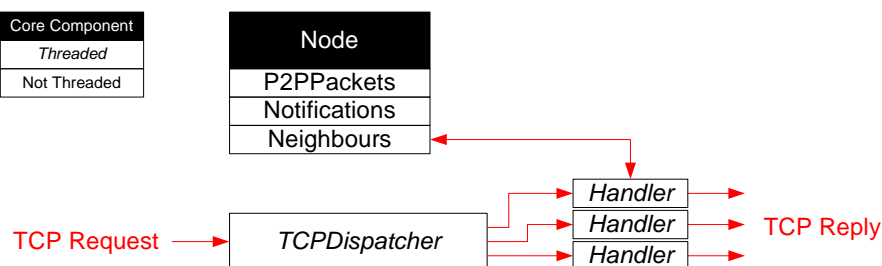 Core Component
Threaded
Not Threaded
Node
P2PPackets
Notifications
Neighbours
Handler
TCP Request
TCPDispatcher
Handler
TCP Reply
Handler